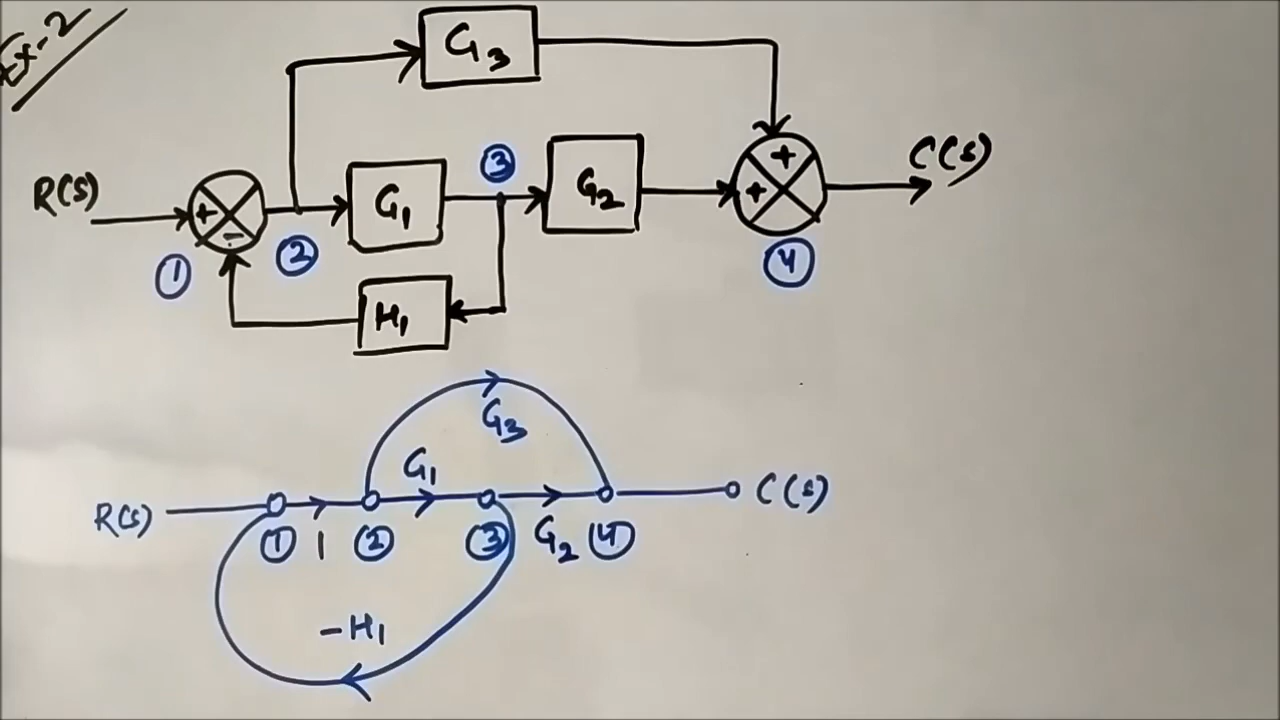 Ex-2
G3
R(s) + - G1 G2 + + C(s)
1 2 3 4
H1
G3
G1
R(s) C(s)
1 1 2 3 G2 4
-H1